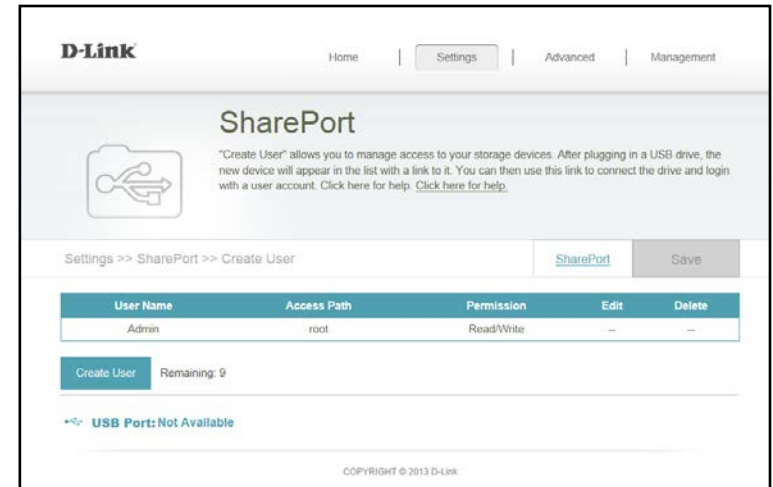 D-Link
Home | Settings | Advanced | Management
SharePort
"Create User" allows you to manage access to your storage devices. After plugging in a USB drive, the
new device will appear in the list with a link to it. You can then use this link to connect the drive and login
with a user account. Click here for help. Click here for help.
Settings >> SharePort >> Create User SharePort Save
User Name Access Path Permission Edit Delete
Admin root Read/Write -- --
Create User Remaining: 9
USB Port: Not Available
COPYRIGHT © 2013 D-Link